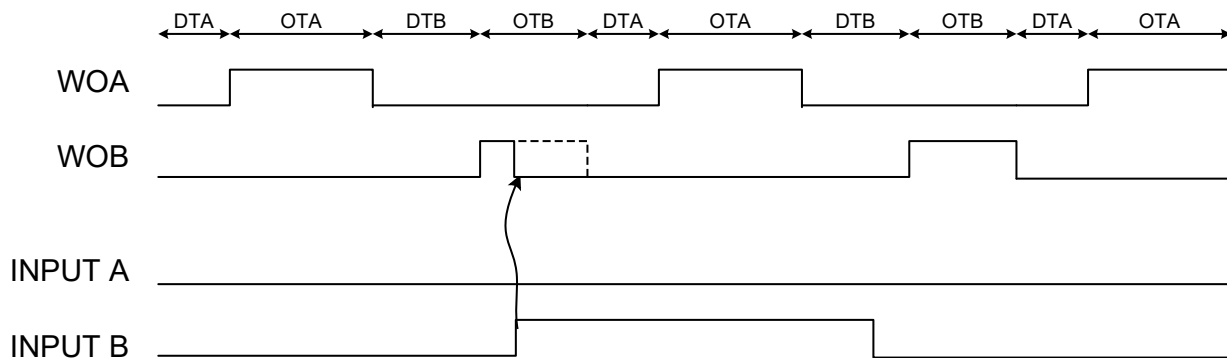 DTA OTA DTB OTB DTA OTA DTB OTB DTA OTA
WOA
WOB
INPUT A
INPUT B